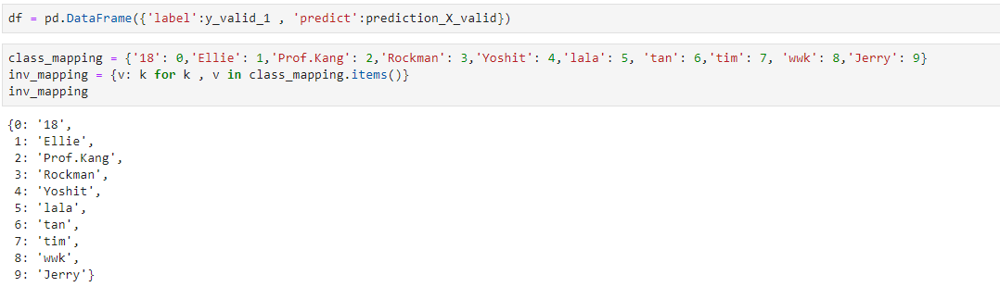 df = pd.DataFrame({'label':y_valid_1 , 'predict':prediction_X_valid})
class_mapping = {'18': 0,'Ellie': 1,'Prof.Kang': 2,'Rockman': 3,'Yoshit': 4,'lala': 5, 'tan': 6,'tim': 7, 'wwk': 8,'Jerry': 9}
inv_mapping = {v: k for k , v in class_mapping.items()}
inv_mapping
{0: '18',
1: 'Ellie',
2: 'Prof.Kang',
3: 'Rockman',
4: 'Yoshit',
5: 'lala',
6: 'tan',
7: 'tim',
8: 'wwk',
9: 'Jerry'}